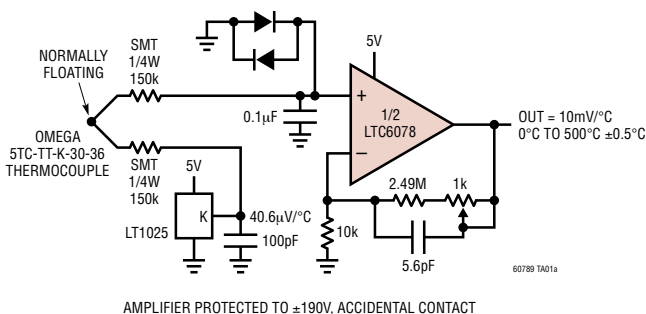 5V
NORMALLY
FLOATING
SMT
1/4W
150k
+
0.1µF
1/2
LTC6078
–
OUT = 10mV/°C
0°C TO 500°C ±0.5°C
OMEGA
5TC-TT-K-30-36
THERMOCOUPLE
SMT
1/4W
150k
5V
K
LT1025
40.6µV/°C
100pF
10k
2.49M
1k
5.6pF
60789 TA01a
AMPLIFIER PROTECTED TO ±190V, ACCIDENTAL CONTACT